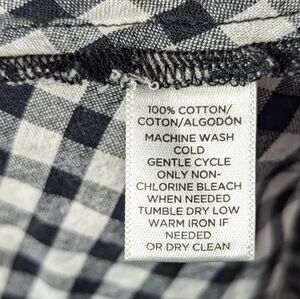 100% COTTON/
COTON/ALGODÓN
MACHINE WASH
COLD
GENTLE CYCLE
ONLY NON-
CHLORINE BLEACH
WHEN NEEDED
TUMBLE DRY LOW
WARM IRON IF
NEEDED
OR DRY CLEAN